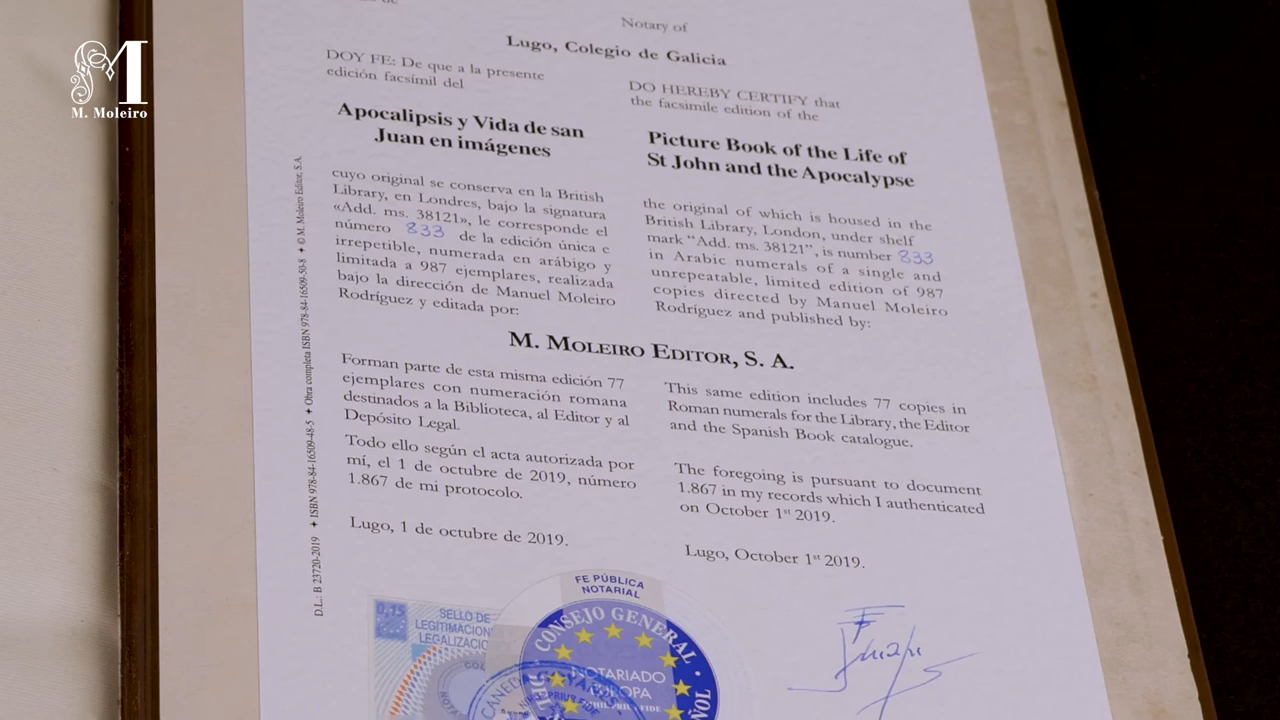 M. Moleiro
Notary of
Lugo, Colegio de Galicia
DOY FE: De que a la presente
edición facsímil del
Apocalipsis y Vida de san
Juan en imágenes
cuyo original se conserva en la British
Library, en Londres, bajo la signatura
«Add. ms. 38121», le corresponde el
número 833 de la edición única e
irrepetible, numerada en arábigo y
limitada a 987 ejemplares, realizada
bajo la dirección de Manuel Moleiro
Rodríguez y editada por:
DO HEREBY CERTIFY that
the facsimile edition of the
Picture Book of the Life of
St John and the Apocalypse
the original of which is housed in the
British Library, London, under shelf
mark “Add. ms. 38121”, is number 833
in Arabic numerals of a single and
unrepeatable, limited edition of 987
copies directed by Manuel Moleiro
Rodríguez and published by:
M. MOLEIRO EDITOR, S. A.
Forman parte de esta misma edición 77
ejemplares con numeración romana
destinados a la Biblioteca, al Editor y al
Depósito Legal.
Todo ello según el acta autorizada por
mí, el 1 de octubre de 2019, número
1.867 de mi protocolo.
Lugo, 1 de octubre de 2019.
This same edition includes 77 copies in
Roman numerals for the Library, the Editor
and the Spanish Book catalogue.
The foregoing is pursuant to document
1.867 in my records which I authenticated
on October 1st 2019.
Lugo, October 1st 2019.
D.L.: B 23720-2019 ✦ ISBN 978-84-16509-48-5 ✦ Obra completa ISBN 978-84-16509-50-8 ✦ © M. Moleiro Editor, S.A.
0,15
SELLO DE
LEGITIMACION
LEGALIZACIO
FE PÚBLICA
NOTARIAL
CONSEJO GENERAL
NOTARIADO
EUROPA
NIHIL PRIUS FIDE